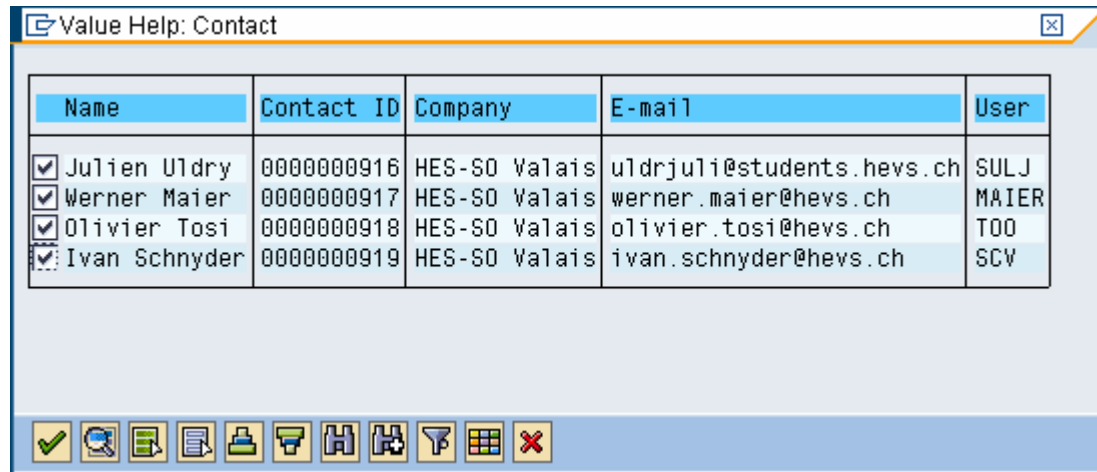 Value Help: Contact
Name Contact ID Company E-mail User
Julien Uldry 0000000916 HES-SO Valais uldrjuli@students.hevs.ch SULJ
Werner Maier 0000000917 HES-SO Valais werner.maier@hevs.ch MAIER
Olivier Tosi 0000000918 HES-SO Valais olivier.tosi@hevs.ch TOO
Ivan Schnyder 0000000919 HES-SO Valais ivan.schnyder@hevs.ch SCV